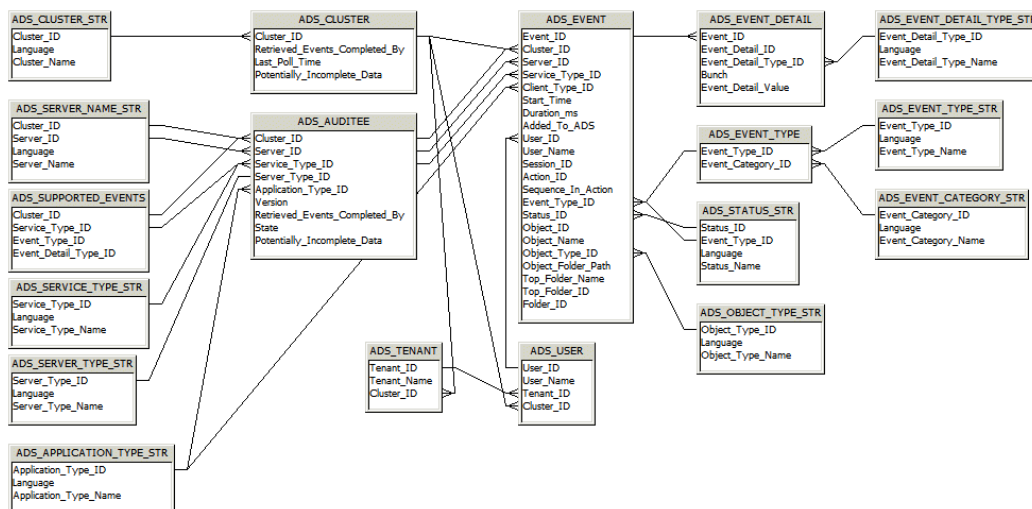 ADS_CLUSTER_STR
Cluster_ID
Language
Cluster_Name
ADS_CLUSTER
Cluster_ID
Retrieved_Events_Completed_By
Last_Poll_Time
Potentially_Incomplete_Data
ADS_EVENT
Event_ID
Cluster_ID
Server_ID
Service_Type_ID
Client_Type_ID
Start_Time
Duration_ms
Added_To_ADS
User_ID
User_Name
Session_ID
Action_ID
Sequence_In_Action
Event_Type_ID
Status_ID
Object_ID
Object_Name
Object_Type_ID
Object_Folder_Path
Top_Folder_Name
Top_Folder_ID
Folder_ID
ADS_EVENT_DETAIL
Event_ID
Event_Detail_ID
Event_Detail_Type_ID
Bunch
Event_Detail_Value
ADS_EVENT_DETAIL_TYPE_STR
Event_Detail_Type_ID
Language
Event_Detail_Type_Name
ADS_SERVER_NAME_STR
Cluster_ID
Server_ID
Language
Server_Name
ADS_AUDITEE
Cluster_ID
Server_ID
Service_Type_ID
Server_Type_ID
Application_Type_ID
Version
Retrieved_Events_Completed_By
State
Potentially_Incomplete_Data
ADS_EVENT_TYPE
Event_Type_ID
Event_Category_ID
ADS_EVENT_TYPE_STR
Event_Type_ID
Language
Event_Type_Name
ADS_SUPPORTED_EVENTS
Cluster_ID
Service_Type_ID
Event_Type_ID
Event_Detail_Type_ID
ADS_STATUS_STR
Status_ID
Event_Type_ID
Language
Status_Name
ADS_EVENT_CATEGORY_STR
Event_Category_ID
Language
Event_Category_Name
ADS_SERVICE_TYPE_STR
Service_Type_ID
Language
Service_Type_Name
ADS_OBJECT_TYPE_STR
Object_Type_ID
Language
Object_Type_Name
ADS_SERVER_TYPE_STR
Server_Type_ID
Language
Server_Type_Name
ADS_TENANT
Tenant_ID
Tenant_Name
Cluster_ID
ADS_USER
User_ID
User_Name
Tenant_ID
Cluster_ID
ADS_APPLICATION_TYPE_STR
Application_Type_ID
Language
Application_Type_Name